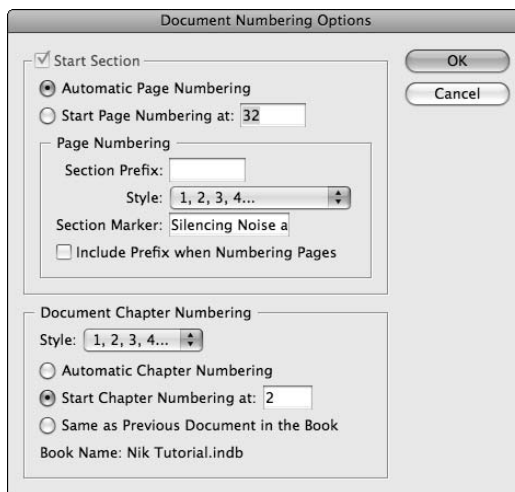 Document Numbering Options
Start Section
Automatic Page Numbering
Start Page Numbering at: 32
Page Numbering
Section Prefix:
Style: 1, 2, 3, 4...
Section Marker: Silencing Noise a
Include Prefix when Numbering Pages
Document Chapter Numbering
Style: 1, 2, 3, 4...
Automatic Chapter Numbering
Start Chapter Numbering at: 2
Same as Previous Document in the Book
Book Name: Nik Tutorial.indb
OK
Cancel